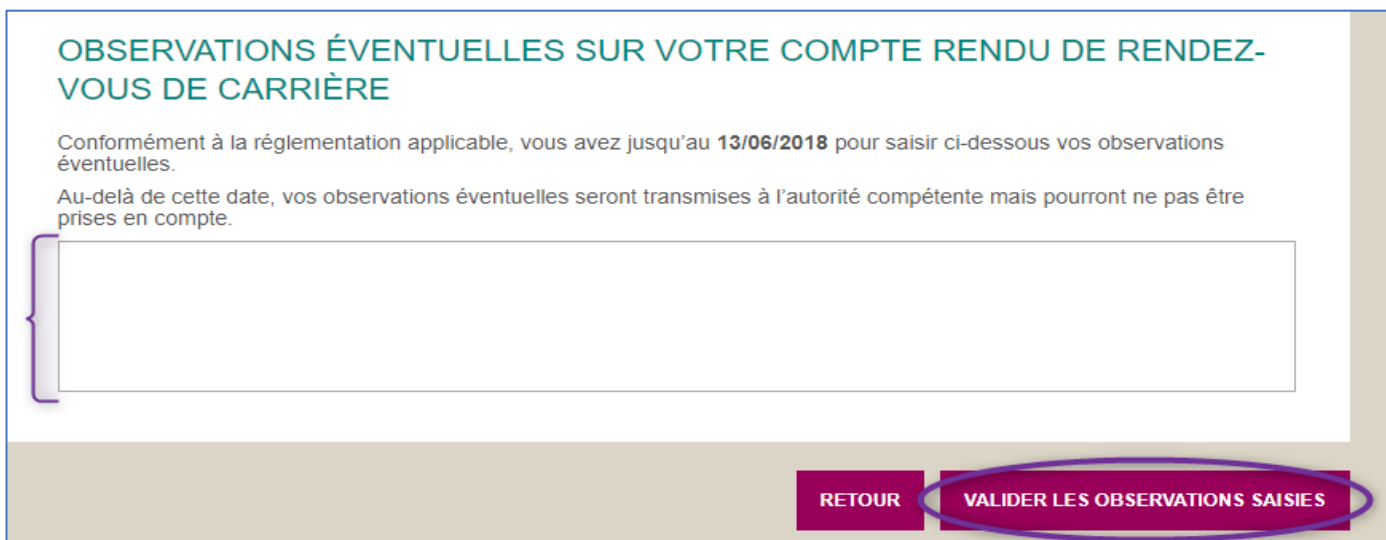 OBSERVATIONS ÉVENTUELLES SUR VOTRE COMPTE RENDU DE RENDEZ-
VOUS DE CARRIÈRE
Conformément à la réglementation applicable, vous avez jusqu'au 13/06/2018 pour saisir ci-dessous vos observations
éventuelles.
Au-delà de cette date, vos observations éventuelles seront transmises à l'autorité compétente mais pourront ne pas être
prises en compte.
RETOUR
VALIDER LES OBSERVATIONS SAISIES